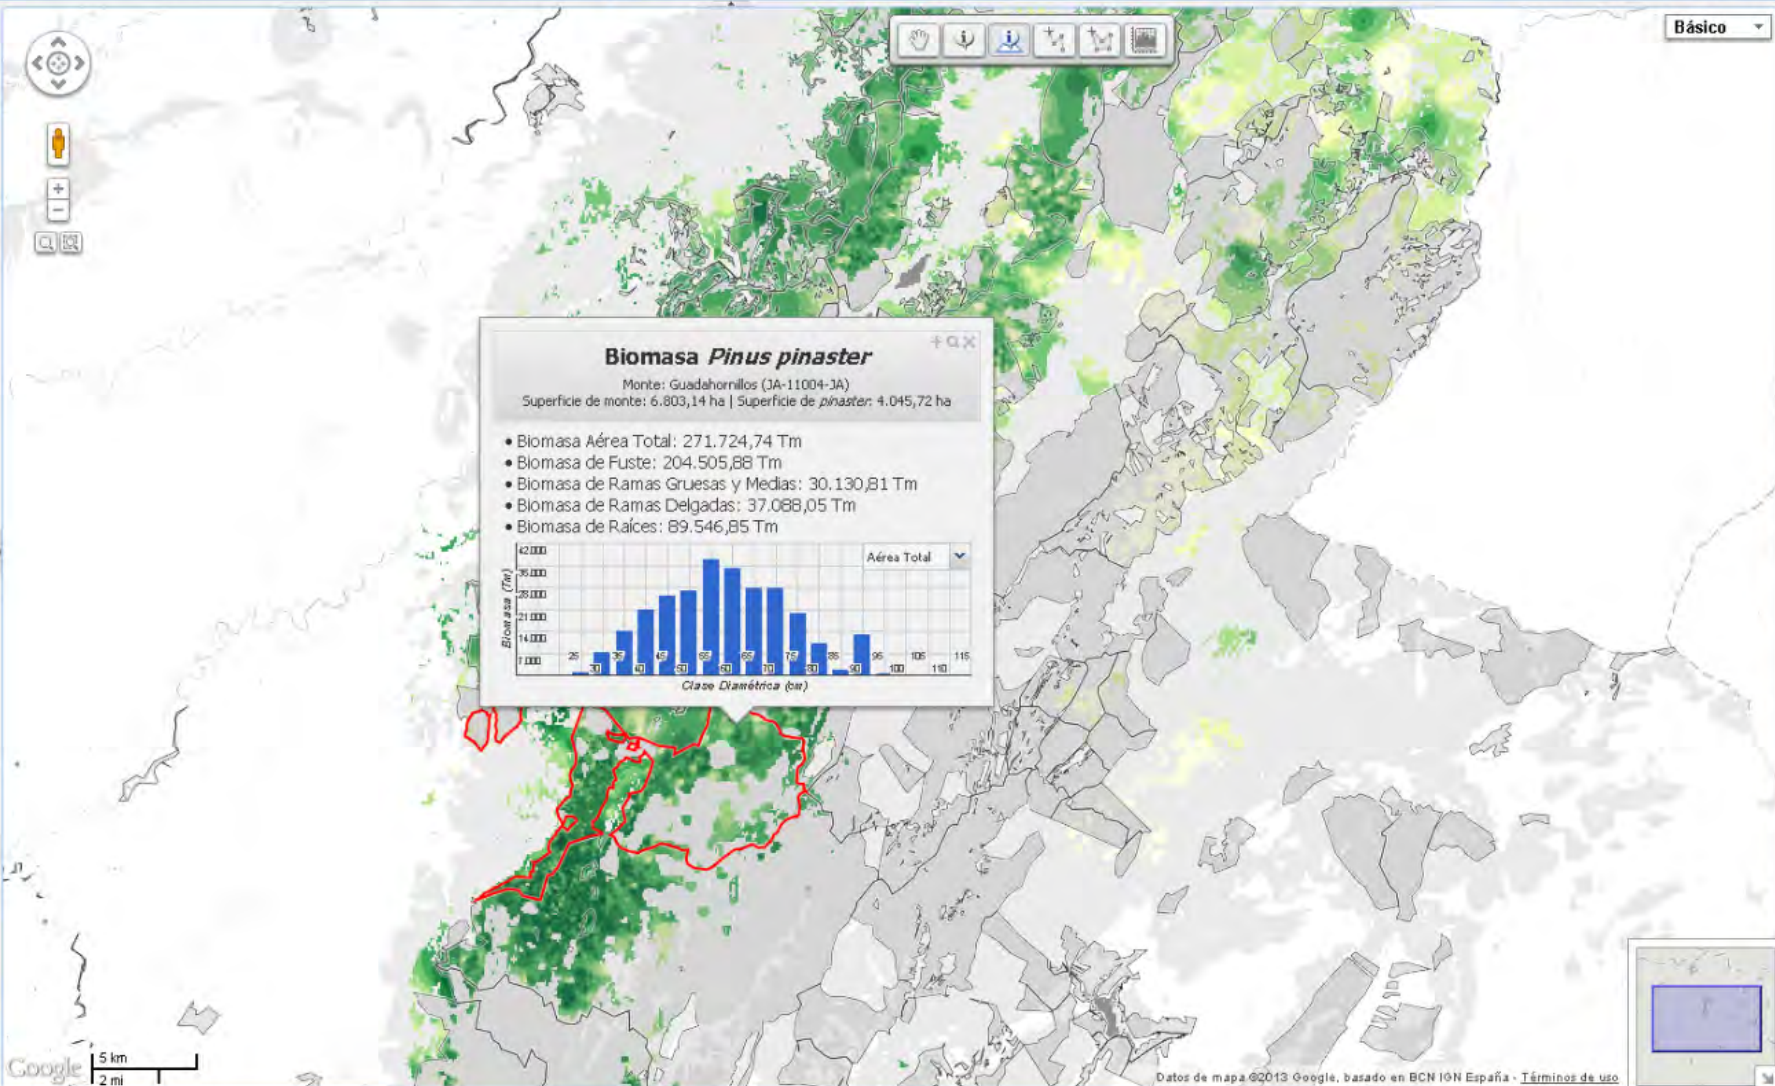 Básico
Biomasa Pinus pinaster
Monte: Guadahornillos (JA-11004-JA)
Superficie de monte: 6.803,14 ha | Superficie de pinaster: 4.045,72 ha
• Biomasa Aérea Total: 271.724,74 Tm
• Biomasa de Fuste: 204.505,88 Tm
• Biomasa de Ramas Gruesas y Medias: 30.130,81 Tm
• Biomasa de Ramas Delgadas: 37.088,05 Tm
• Biomasa de Raíces: 89.546,85 Tm
Aérea Total
Biomasa (Tm)
42.000
35.000
28.000
21.000
14.000
7.000
25 30 35 40 45 50 55 60 65 70 75 80 85 90 95 100 105 110 115
Clase Diamétrica (cm)
Google
5 km
2 mi
Datos de mapa ©2013 Google, basado en BCN IGN España - Términos de uso